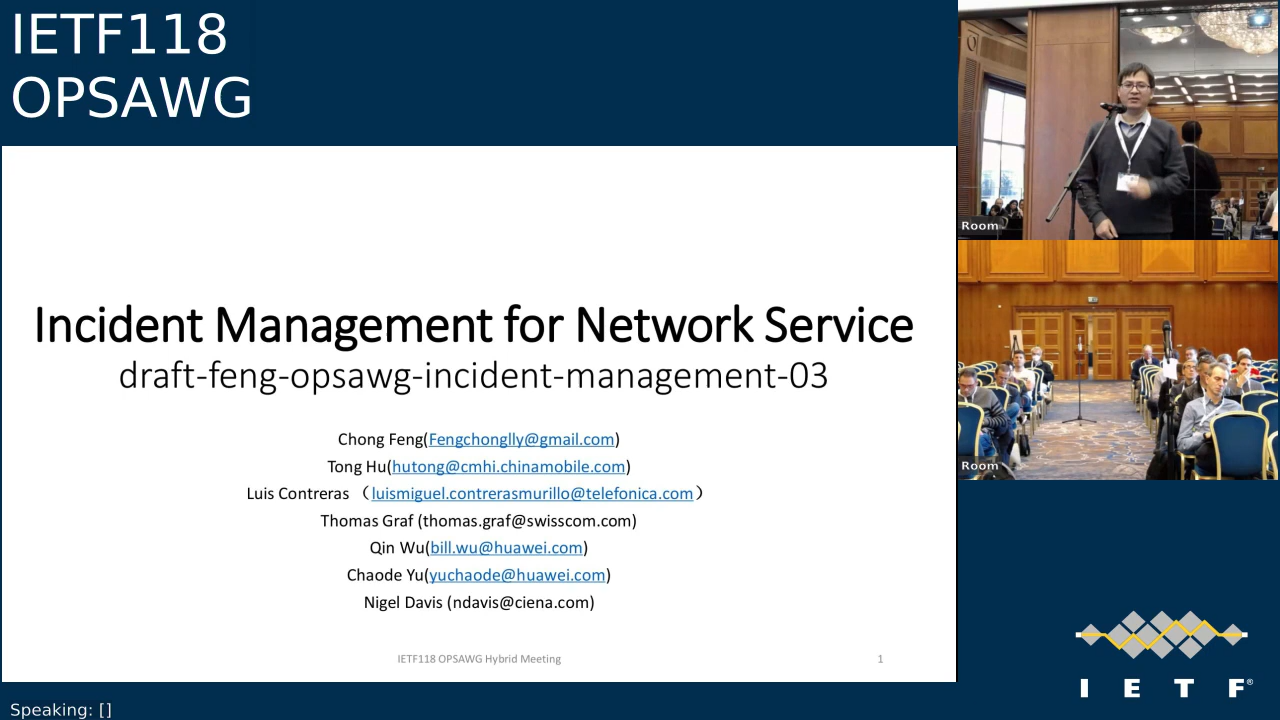 IETF118
OPSAWG
Incident Management for Network Service
draft-feng-opsawg-incident-management-03
Chong Feng(Fengchonglly@gmail.com)
Tong Hu(hutong@cmhi.chinamobile.com)
Luis Contreras （luismiguel.contrerasmurillo@telefonica.com）
Thomas Graf (thomas.graf@swisscom.com)
Qin Wu(bill.wu@huawei.com)
Chaode Yu(yuchaode@huawei.com)
Nigel Davis (ndavis@ciena.com)
IETF118 OPSAWG Hybrid Meeting
1
Room
Room
I E T F®
Speaking: []